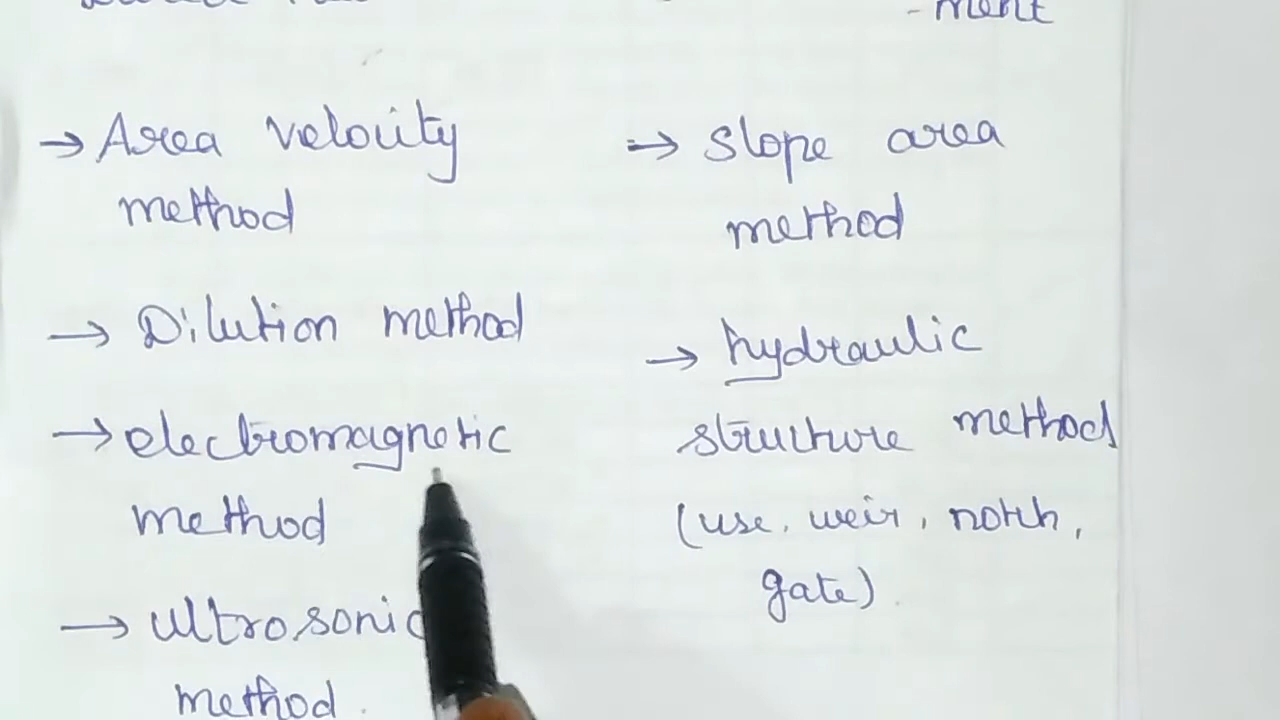 - ment
→ Area velocity
method
→ Dilution method
→ electromagnetic
method
→ ultrosonic
method.
→ slope area
method
→ hydraulic
structure method
(use, weir, notch,
gate).